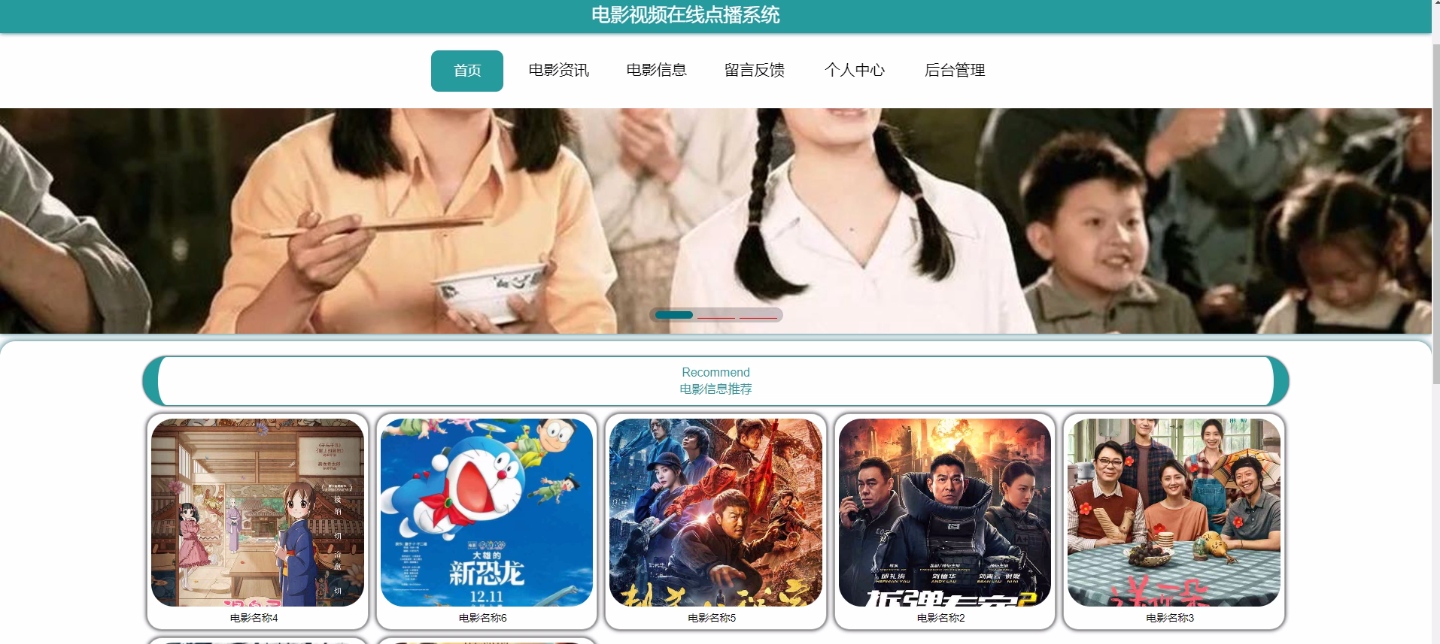 电影视频在线点播系统
首页
电影资讯
电影信息
留言反馈
个人中心
后台管理
Recommend
电影信息推荐
大雄的
新恐龙
12.11
刘德华
拆弹专家2
电影名称4
电影名称6
电影名称5
电影名称2
电影名称3